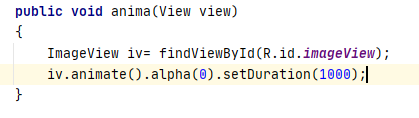 public void anima(View view)
{
ImageView iv= findViewById(R.id.imageView);
iv.animate().alpha(0).setDuration(1000);
}